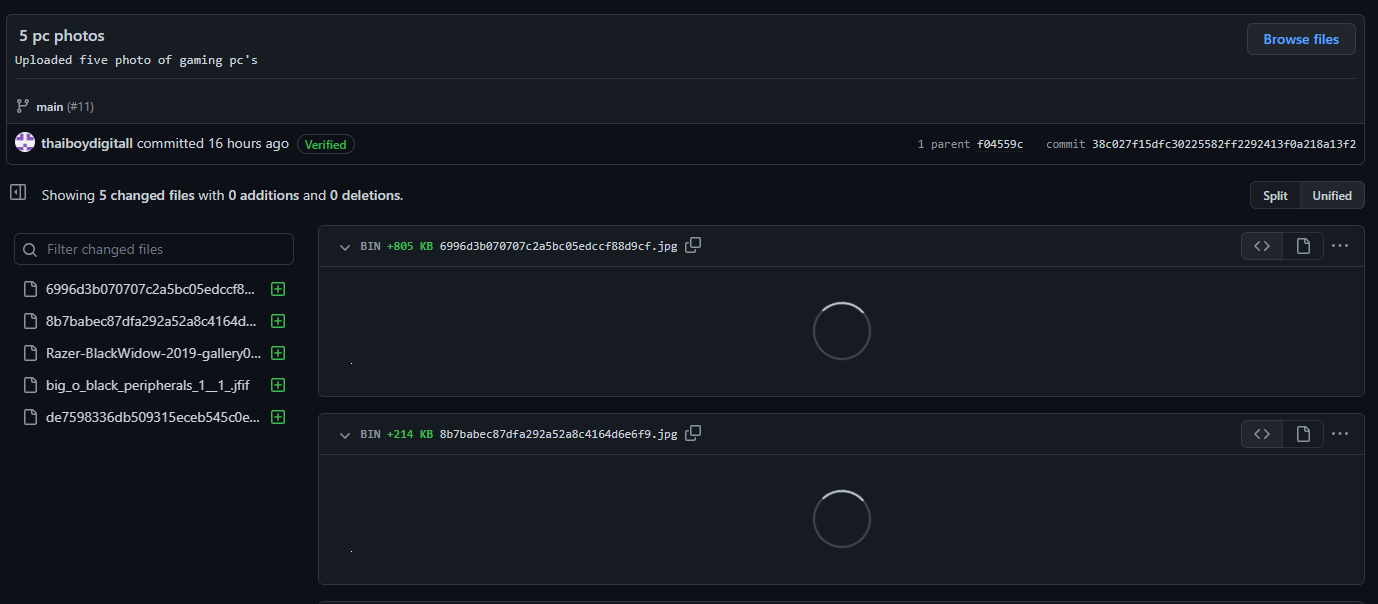 5 pc photos
Browse files
Uploaded five photo of gaming pc's
main (#11)
thaiboydigitall committed 16 hours ago Verified
1 parent f04559c commit 38c027f15dfc30225582ff2292413f0a218a13f2
Showing 5 changed files with 0 additions and 0 deletions.
Split Unified
Filter changed files
6996d3b070707c2a5bc05edccf8...
8b7babec87dfa292a52a8c4164d...
Razer-BlackWidow-2019-gallery0...
big_o_black_peripherals_1__1_.jfif
de7598336db509315eceb545c0e...
BIN +805 KB 6996d3b070707c2a5bc05edccf88d9cf.jpg
BIN +214 KB 8b7babec87dfa292a52a8c4164d6e6f9.jpg